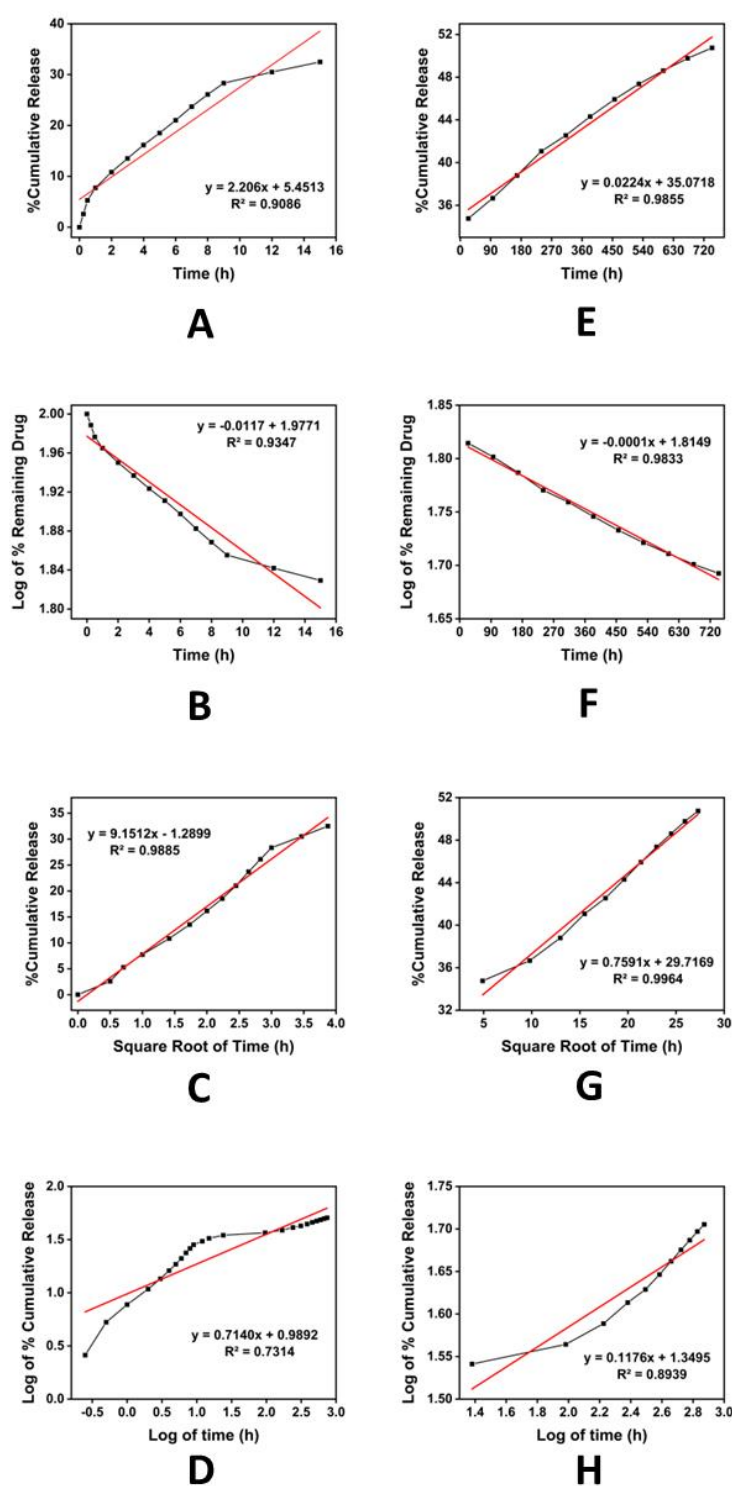 %Cumulative Release
40
30
20
10
0
y = 2.206x + 5.4513
R² = 0.9086
0 2 4 6 8 10 12 14 16
Time (h)
A
%Cumulative Release
52
48
44
40
36
y = 0.0224x + 35.0718
R² = 0.9855
0 90 180 270 360 450 540 630 720
Time (h)
E
Log of % Remaining Drug
2.00
1.96
1.92
1.88
1.84
1.80
y = -0.0117 + 1.9771
R² = 0.9347
0 2 4 6 8 10 12 14 16
Time (h)
B
Log of % Remaining Drug
1.85
1.80
1.75
1.70
1.65
y = -0.0001x + 1.8149
R² = 0.9833
0 90 180 270 360 450 540 630 720
Time (h)
F
%Cumulative Release
35
30
25
20
15
10
5
0
y = 9.1512x - 1.2899
R² = 0.9885
0.0 0.5 1.0 1.5 2.0 2.5 3.0 3.5 4.0
Square Root of Time (h)
C
%Cumulative Release
52
48
44
40
36
32
y = 0.7591x + 29.7169
R² = 0.9964
5 10 15 20 25 30
Square Root of Time (h)
G
Log of % Cumulative Release
2.0
1.5
1.0
0.5
0.0
y = 0.7140x + 0.9892
R² = 0.7314
-0.5 0.0 0.5 1.0 1.5 2.0 2.5 3.0
Log of time (h)
D
Log of % Cumulative Release
1.75
1.70
1.65
1.60
1.55
1.50
y = 0.1176x + 1.3495
R² = 0.8939
1.4 1.6 1.8 2.0 2.2 2.4 2.6 2.8 3.0
Log of time (h)
H